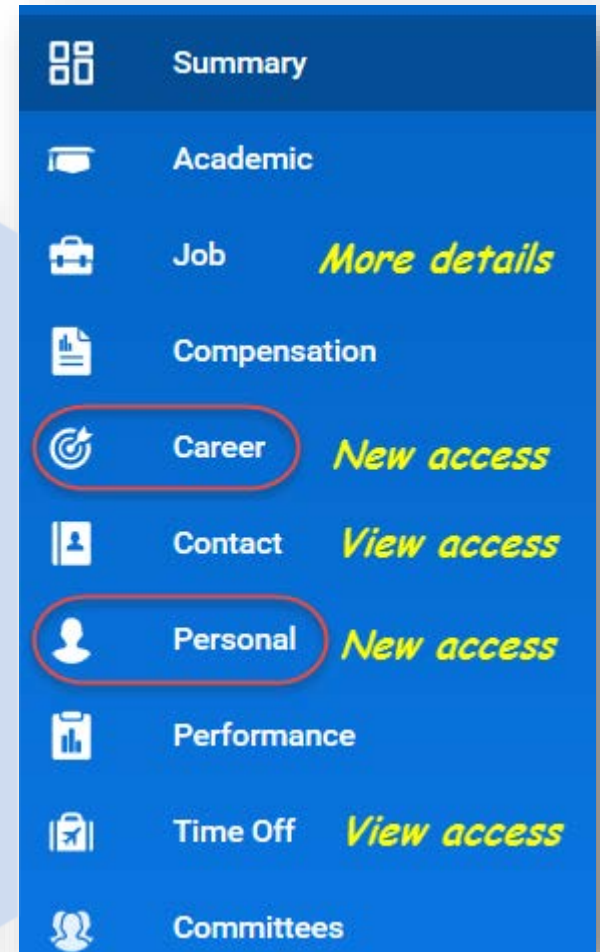 Summary
Academic
Job More details
Compensation
Career New access
Contact View access
Personal New access
Performance
Time Off View access
Committees